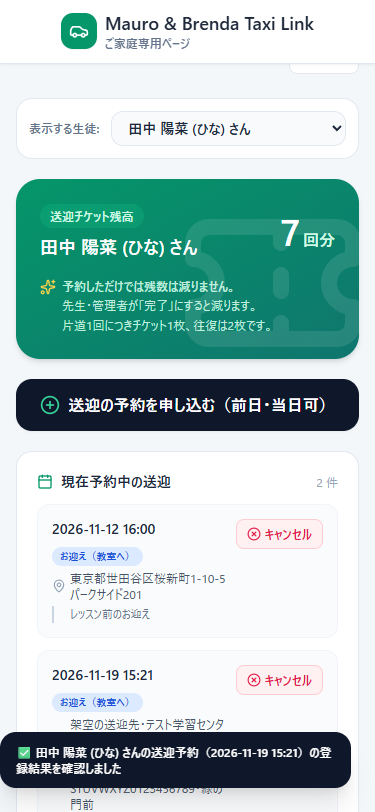 Mauro & Brenda Taxi Link
ご家庭専用ページ
表示する生徒:
田中 陽菜 (ひな) さん
送迎チケット残高
田中 陽菜 (ひな) さん
7 回分
予約しただけでは残数は減りません。
先生・管理者が「完了」にすると減ります。
片道1回につきチケット1枚、往復は2枚です。
送迎の予約を申し込む（前日・当日可）
現在予約中の送迎
2 件
2026-11-12 16:00
キャンセル
お迎え（教室へ）
東京都世田谷区桜新町1-10-5
パークサイド201
レッスン前のお迎え
2026-11-19 15:21
キャンセル
お迎え（教室へ）
架空の送迎先・テスト学習センタ
✅ 田中 陽菜 (ひな) さんの送迎予約（2026-11-19 15:21）の登
録結果を確認しました
門前